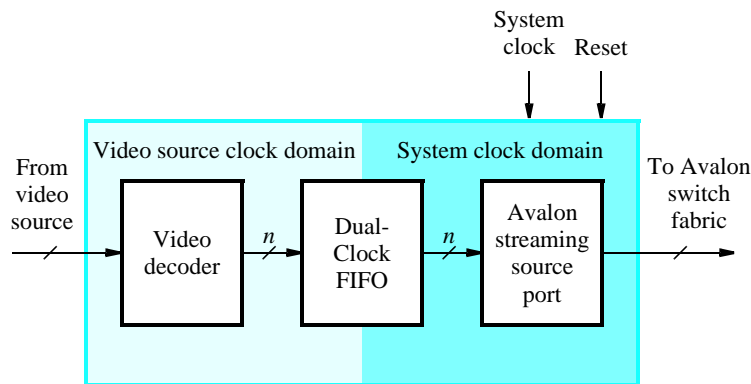 System
clock
Reset
Video source clock domain
System clock domain
From
video
source
To Avalon
switch
fabric
Video
decoder
n
Dual-
Clock
FIFO
n
Avalon
streaming
source
port